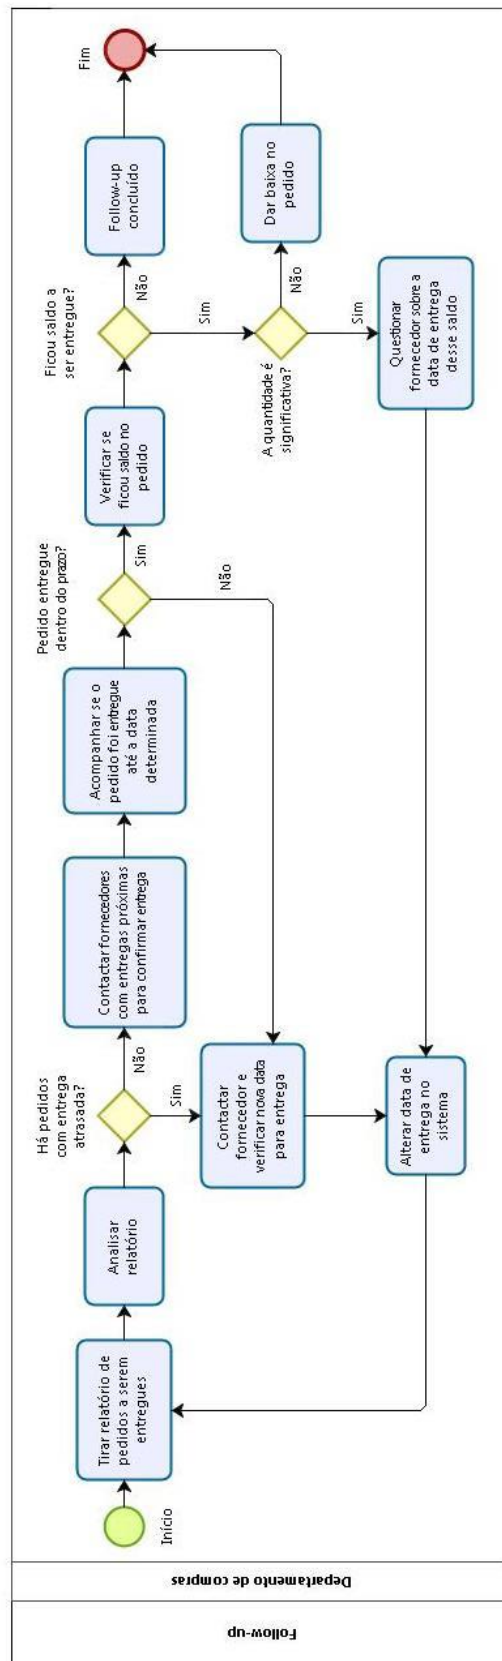 Follow-up
Departamento de compras
Início
Tirar relatório de
pedidos a serem
entregues
Analisar
relatório
Há pedidos
com entrega
atrasada?
Não
Sim
Contactar fornecedores
com entregas próximas
para confirmar entrega
Contactar
fornecedor e
verificar nova data
para entrega
Alterar data de
entrega no
sistema
Acompanhar se o
pedido foi entregue
até a data
determinada
Pedido entregue
dentro do prazo?
Sim
Não
Verificar se
ficou saldo no
pedido
Ficou saldo a
ser entregue?
Não
Sim
Follow-up
concluído
A quantidade é
significativa?
Não
Sim
Dar baixa no
pedido
Questionar
fornecedor sobre a
data de entrega
desse saldo
Fim